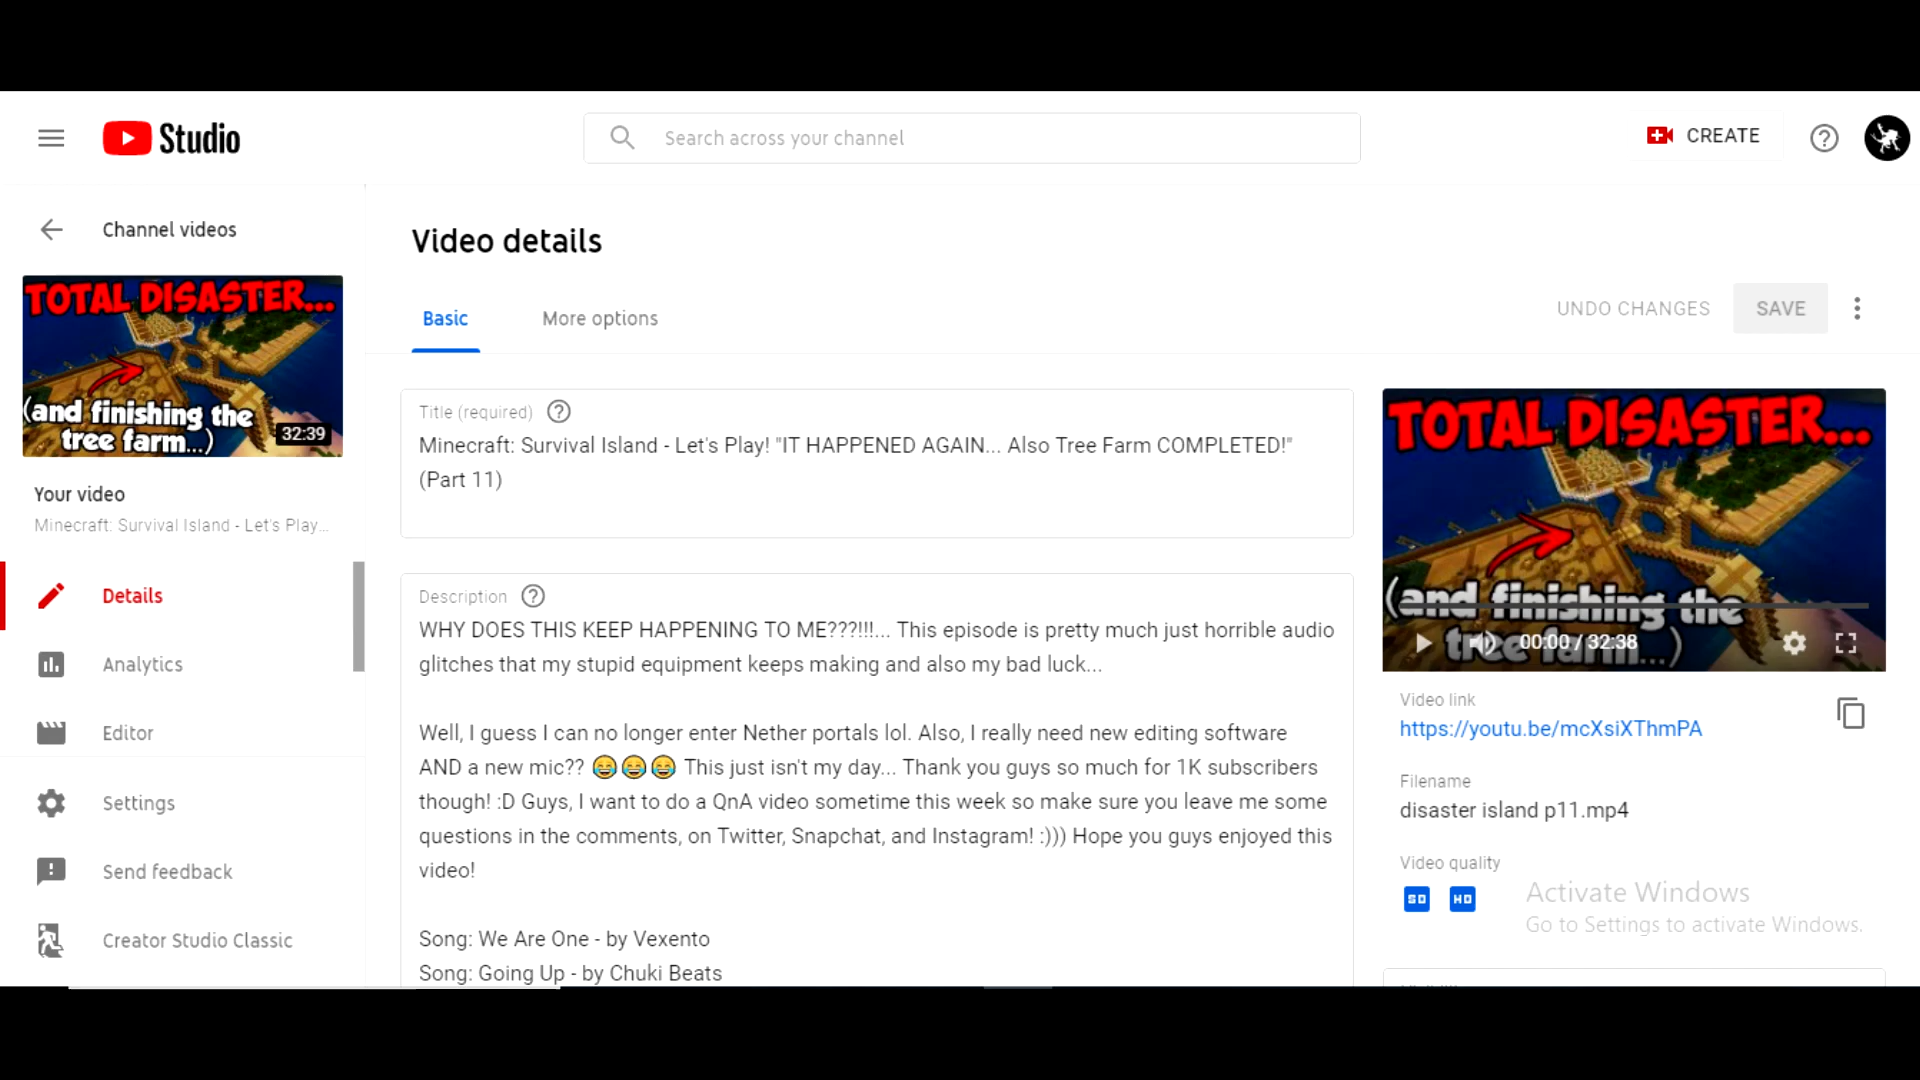 Studio
Search across your channel
CREATE
Channel videos
TOTAL DISASTER...
(and finishing the
tree farm...)
32:39
Your video
Minecraft: Survival Island - Let's Play...
Details
Analytics
Editor
Settings
Send feedback
Creator Studio Classic
Video details
Basic
More options
UNDO CHANGES
SAVE
Title (required)
Minecraft: Survival Island - Let's Play! "IT HAPPENED AGAIN... Also Tree Farm COMPLETED!"
(Part 11)
Description
WHY DOES THIS KEEP HAPPENING TO ME???!!!... This episode is pretty much just horrible audio
glitches that my stupid equipment keeps making and also my bad luck...
Well, I guess I can no longer enter Nether portals lol. Also, I really need new editing software
AND a new mic?? 😂😂😂 This just isn't my day... Thank you guys so much for 1K subscribers
though! :D Guys, I want to do a QnA video sometime this week so make sure you leave me some
questions in the comments, on Twitter, Snapchat, and Instagram! :))) Hope you guys enjoyed this
video!
Song: We Are One - by Vexento
Song: Going Up - by Chuki Beats
TOTAL DISASTER...
(and finishing the
tree farm...)
00:00 / 32:38
Video link
https://youtu.be/mcXsiXThmPA
Filename
disaster island p11.mp4
Video quality
SD HD
Activate Windows
Go to Settings to activate Windows.